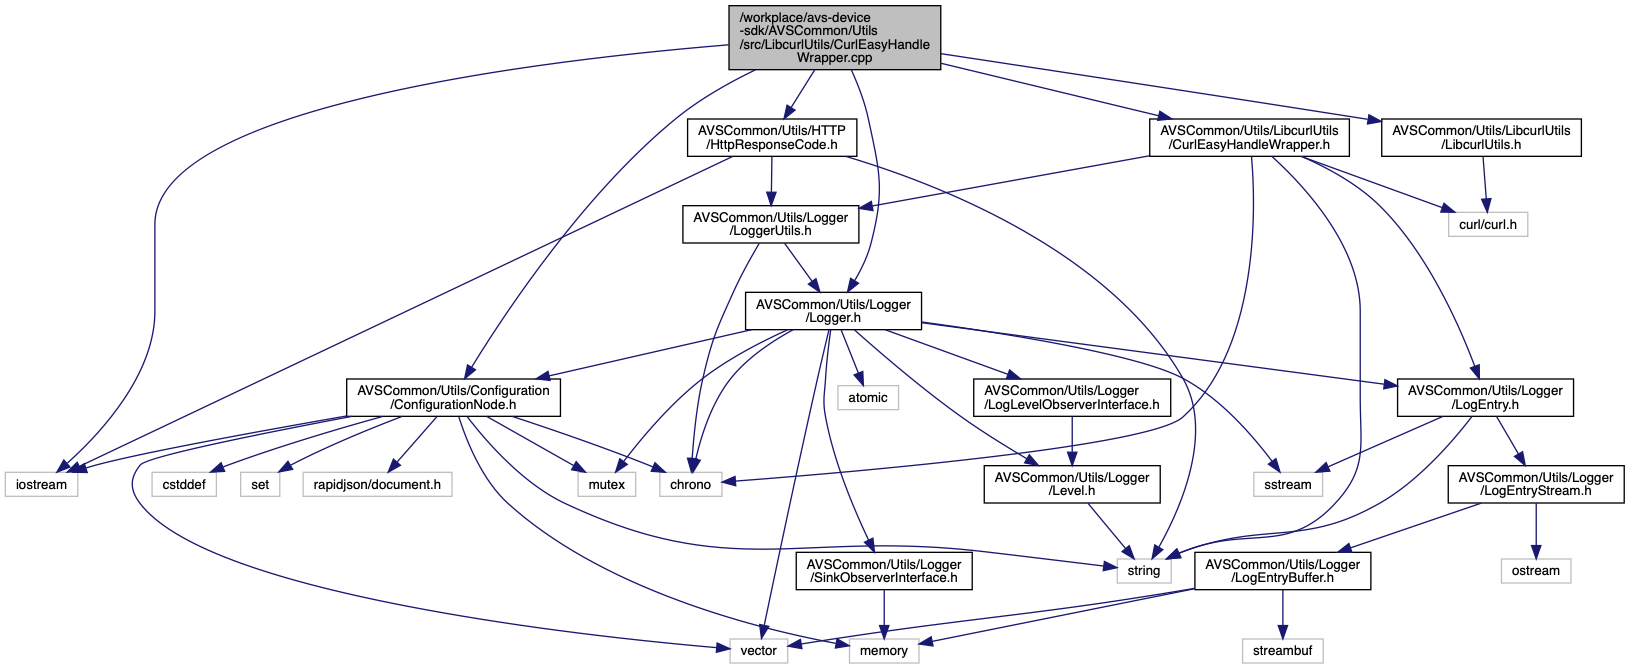 /workplace/avs-device
-sdk/AVSCommon/Utils
/src/LibcurlUtils/CurlEasyHandle
Wrapper.cpp
AVSCommon/Utils/HTTP
/HttpResponseCode.h
AVSCommon/Utils/LibcurlUtils
/CurlEasyHandleWrapper.h
AVSCommon/Utils/LibcurlUtils
/LibcurlUtils.h
AVSCommon/Utils/Logger
/LoggerUtils.h
curl/curl.h
AVSCommon/Utils/Logger
/Logger.h
AVSCommon/Utils/Configuration
/ConfigurationNode.h
atomic
AVSCommon/Utils/Logger
/LogLevelObserverInterface.h
AVSCommon/Utils/Logger
/LogEntry.h
iostream
cstddef
set
rapidjson/document.h
mutex
chrono
AVSCommon/Utils/Logger
/Level.h
sstream
AVSCommon/Utils/Logger
/LogEntryStream.h
AVSCommon/Utils/Logger
/SinkObserverInterface.h
string
AVSCommon/Utils/Logger
/LogEntryBuffer.h
ostream
vector
memory
streambuf